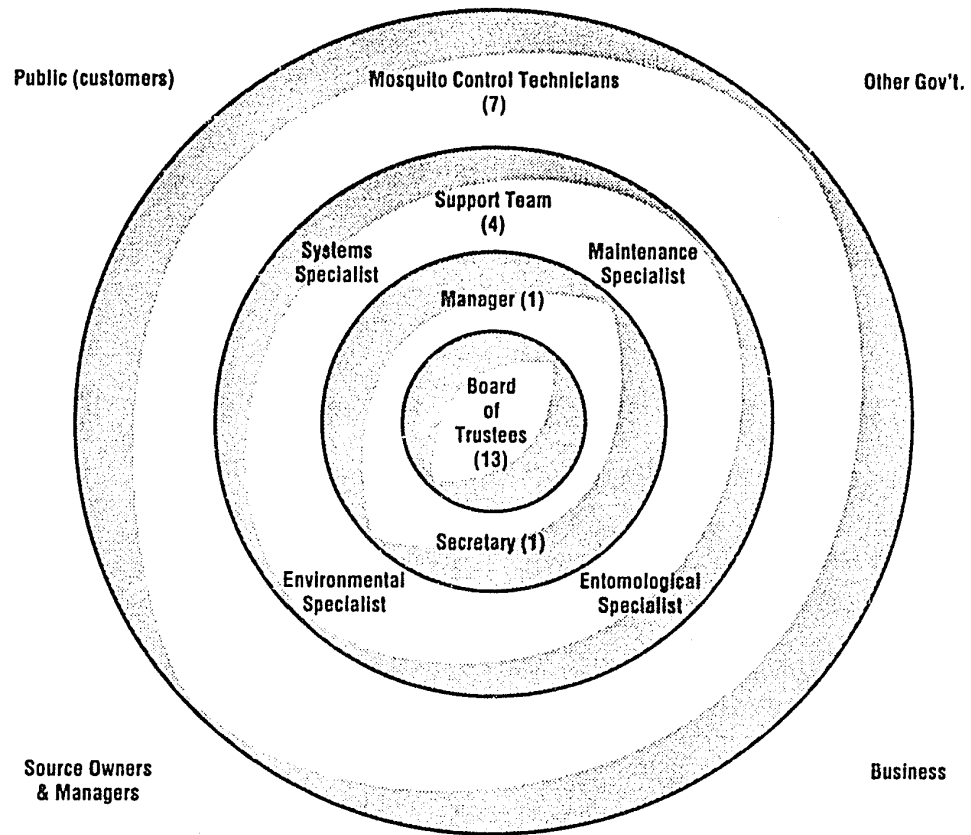 Public (customers)
Mosquito Control Technicians
(7)
Other Gov't.
Support Team
(4)
Systems
Specialist
Maintenance
Specialist
Manager (1)
Board
of
Trustees
(13)
Secretary (1)
Environmental
Specialist
Entomological
Specialist
Source Owners
& Managers
Business